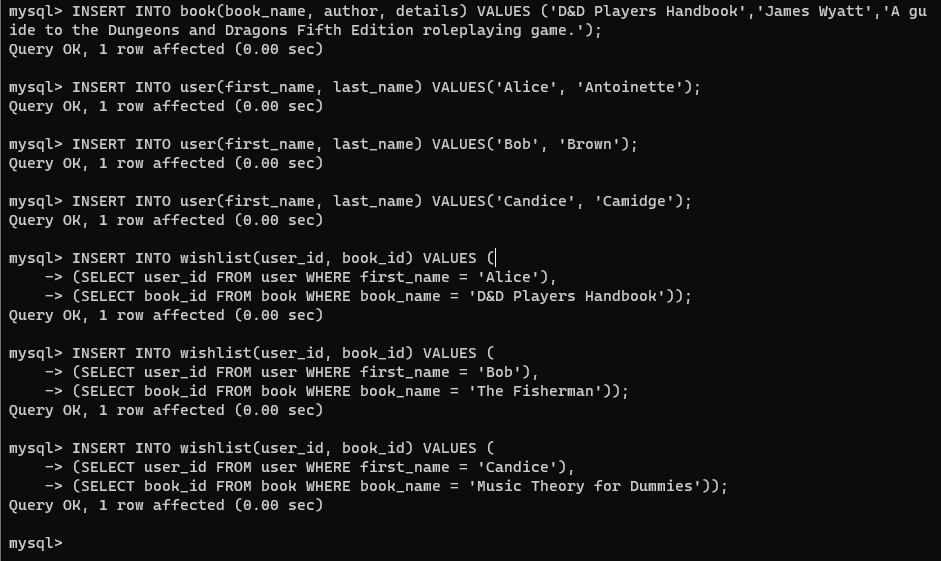 mysql> INSERT INTO book(book_name, author, details) VALUES ('D&D Players Handbook','James Wyatt','A gu
ide to the Dungeons and Dragons Fifth Edition roleplaying game.');
Query OK, 1 row affected (0.00 sec)

mysql> INSERT INTO user(first_name, last_name) VALUES('Alice', 'Antoinette');
Query OK, 1 row affected (0.00 sec)

mysql> INSERT INTO user(first_name, last_name) VALUES('Bob', 'Brown');
Query OK, 1 row affected (0.00 sec)

mysql> INSERT INTO user(first_name, last_name) VALUES('Candice', 'Camidge');
Query OK, 1 row affected (0.00 sec)

mysql> INSERT INTO wishlist(user_id, book_id) VALUES (
    -> (SELECT user_id FROM user WHERE first_name = 'Alice'),
    -> (SELECT book_id FROM book WHERE book_name = 'D&D Players Handbook'));
Query OK, 1 row affected (0.00 sec)

mysql> INSERT INTO wishlist(user_id, book_id) VALUES (
    -> (SELECT user_id FROM user WHERE first_name = 'Bob'),
    -> (SELECT book_id FROM book WHERE book_name = 'The Fisherman'));
Query OK, 1 row affected (0.00 sec)

mysql> INSERT INTO wishlist(user_id, book_id) VALUES (
    -> (SELECT user_id FROM user WHERE first_name = 'Candice'),
    -> (SELECT book_id FROM book WHERE book_name = 'Music Theory for Dummies'));
Query OK, 1 row affected (0.00 sec)

mysql>